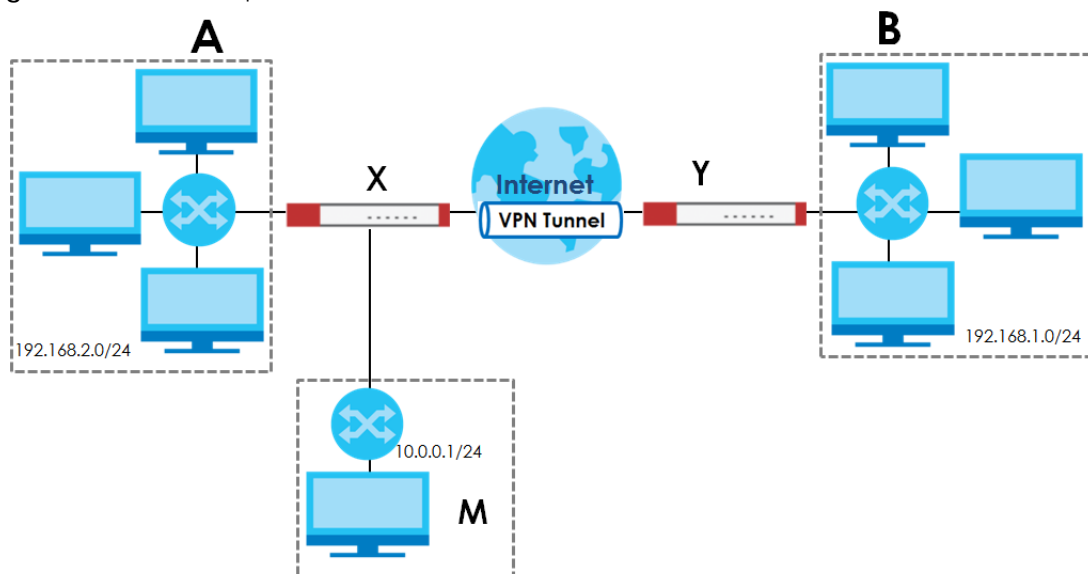 A
B
X
Y
Internet
VPN Tunnel
192.168.2.0/24
192.168.1.0/24
10.0.0.1/24
M